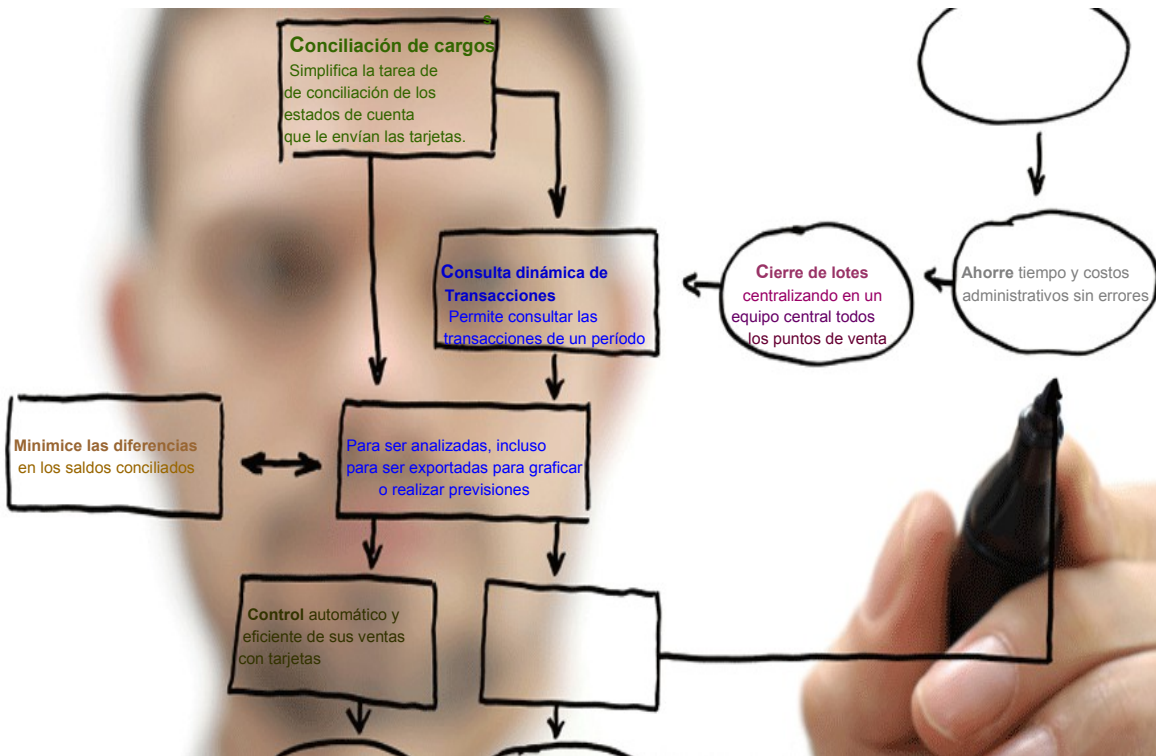 Conciliación de cargos
Simplifica la tarea de
de conciliación de los
estados de cuenta
que le envían las tarjetas.
Consulta dinámica de
Transacciones
Permite consultar las
transacciones de un período
Cierre de lotes
centralizando en un
equipo central todos
los puntos de venta
Ahorre tiempo y costos
administrativos sin errores
Minimice las diferencias
en los saldos conciliados
Para ser analizadas, incluso
para ser exportadas para graficar
o realizar previsiones
Control automático y
eficiente de sus ventas
con tarjetas